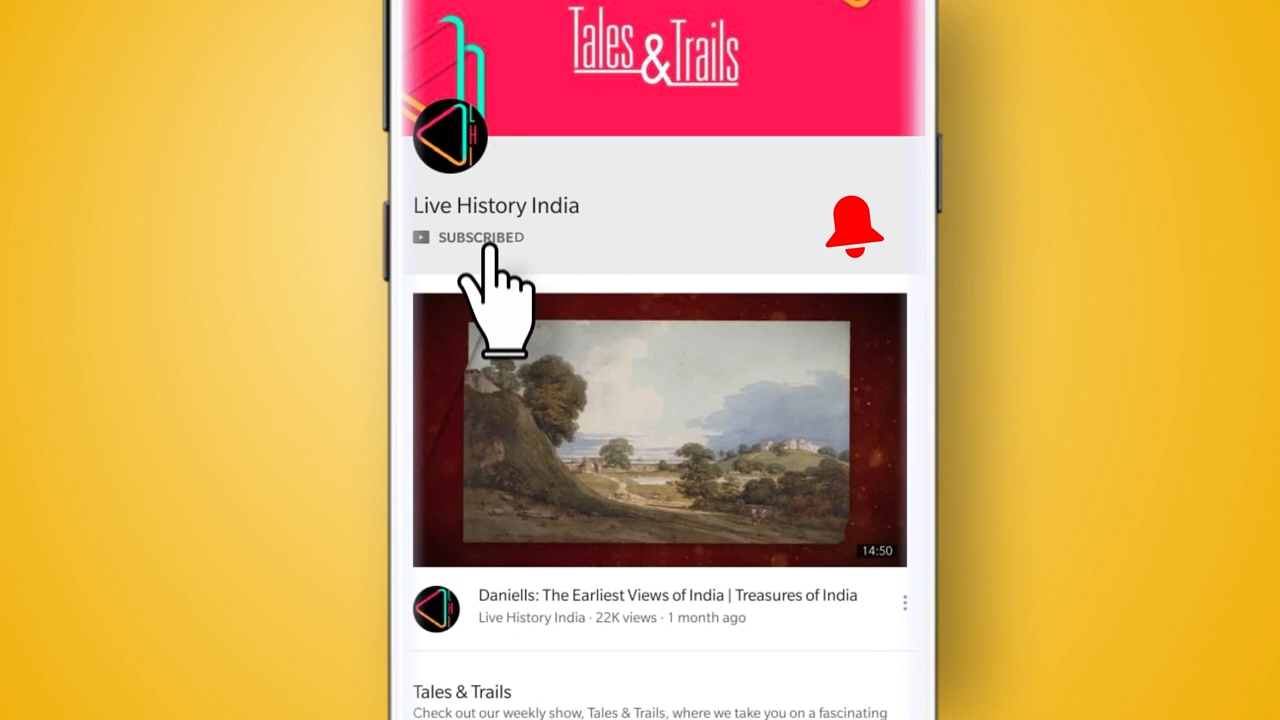 Tales & Trails
LHI
Live History India
SUBSCRIBED
14:50
Daniells: The Earliest Views of India | Treasures of India
Live History India · 22K views · 1 month ago
Tales & Trails
Check out our weekly show, Tales & Trails, where we take you on a fascinating